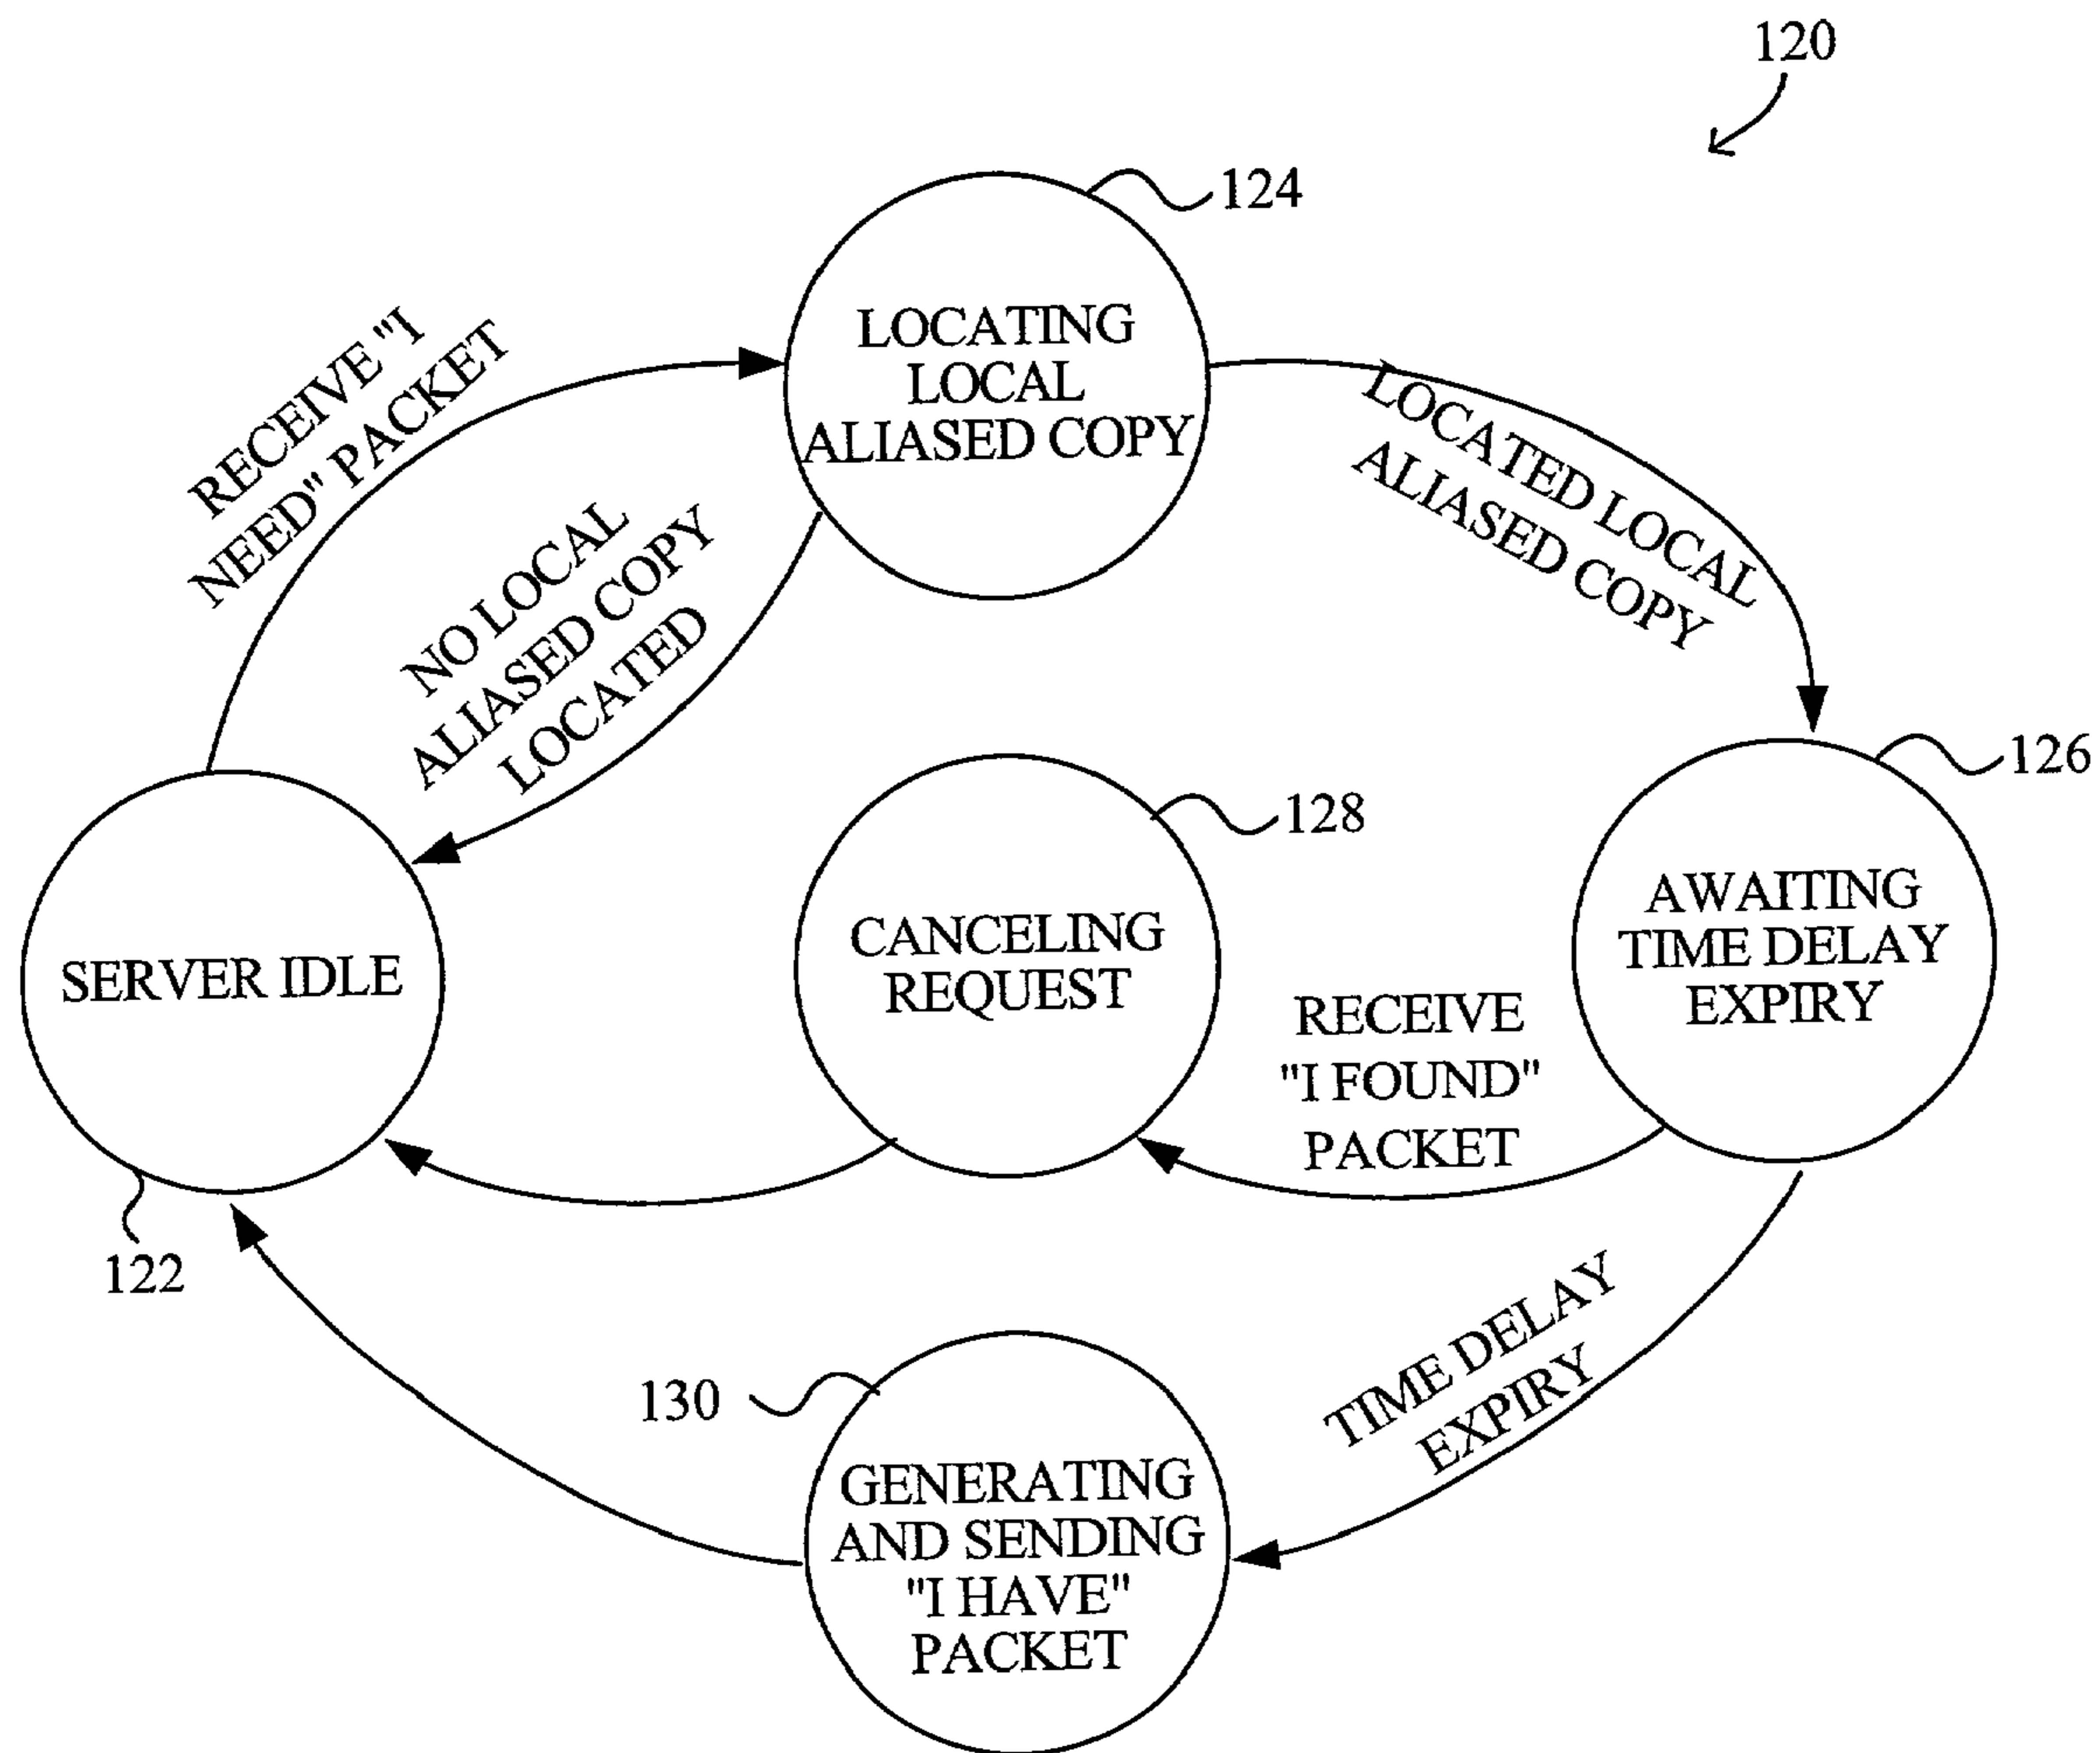 120
124
LOCATING
LOCAL
ALIASED COPY
RECEIVE "I
NEED" PACKET
NO LOCAL
ALIASED COPY
LOCATED
LOCATED LOCAL
ALIASED COPY
126
128
AWAITING
TIME DELAY
EXPIRY
CANCELING
REQUEST
SERVER IDLE
RECEIVE
"I FOUND"
PACKET
122
TIME DELAY
EXPIRY
130
GENERATING
AND SENDING
"I HAVE"
PACKET